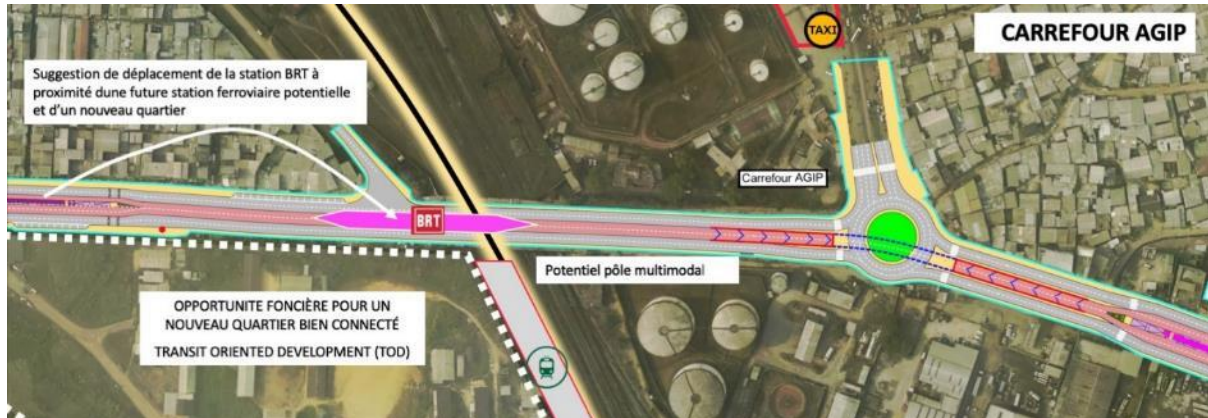 CARREFOUR AGIP
TAXI
Suggestion de déplacement de la station BRT à
proximité dune future station ferroviaire potentielle
et d'un nouveau quartier
Carrefour AGIP
BRT
Potentiel pôle multimodal
OPPORTUNITE FONCIÈRE POUR UN
NOUVEAU QUARTIER BIEN CONNECTÉ
TRANSIT ORIENTED DEVELOPMENT (TOD)